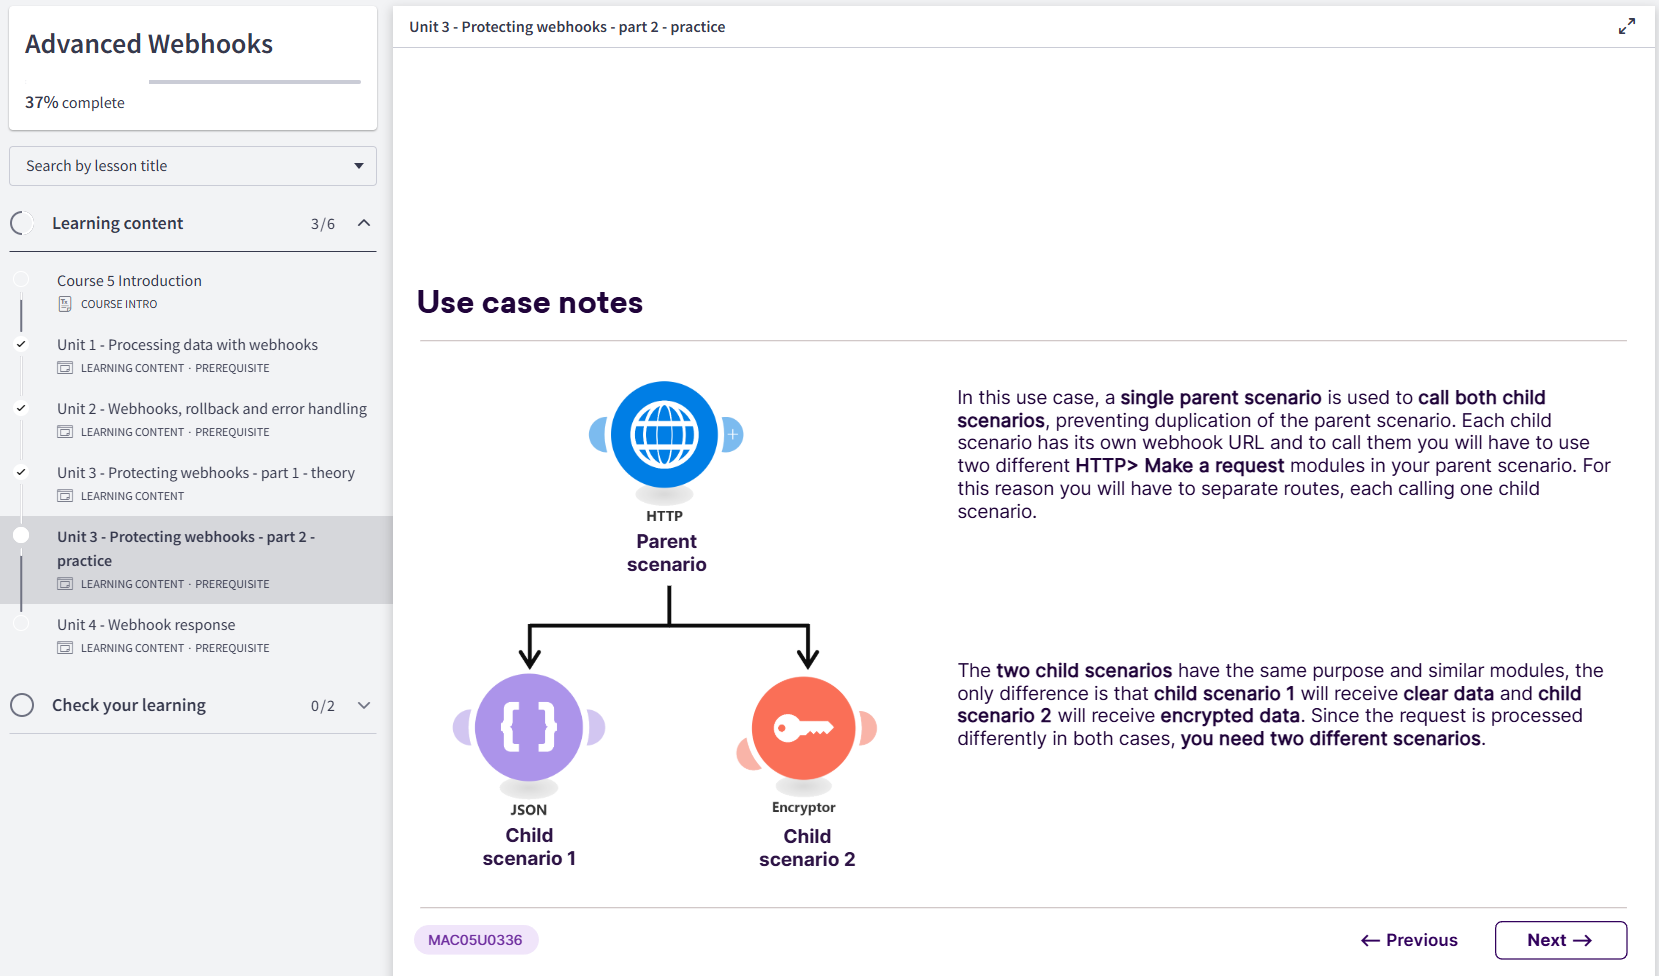 Advanced Webhooks
37% complete
Search by lesson title
Learning content 3/6
Course 5 Introduction
COURSE INTRO
Unit 1 - Processing data with webhooks
LEARNING CONTENT · PREREQUISITE
Unit 2 - Webhooks, rollback and error handling
LEARNING CONTENT · PREREQUISITE
Unit 3 - Protecting webhooks - part 1 - theory
LEARNING CONTENT
Unit 3 - Protecting webhooks - part 2 -
practice
LEARNING CONTENT · PREREQUISITE
Unit 4 - Webhook response
LEARNING CONTENT · PREREQUISITE
Check your learning 0/2
Unit 3 - Protecting webhooks - part 2 - practice
Use case notes
HTTP
Parent
scenario
JSON
Child
scenario 1
Encryptor
Child
scenario 2
In this use case, a single parent scenario is used to call both child
scenarios, preventing duplication of the parent scenario. Each child
scenario has its own webhook URL and to call them you will have to use
two different HTTP> Make a request modules in your parent scenario. For
this reason you will have to separate routes, each calling one child
scenario.
The two child scenarios have the same purpose and similar modules, the
only difference is that child scenario 1 will receive clear data and child
scenario 2 will receive encrypted data. Since the request is processed
differently in both cases, you need two different scenarios.
MAC05U0336
← Previous
Next →